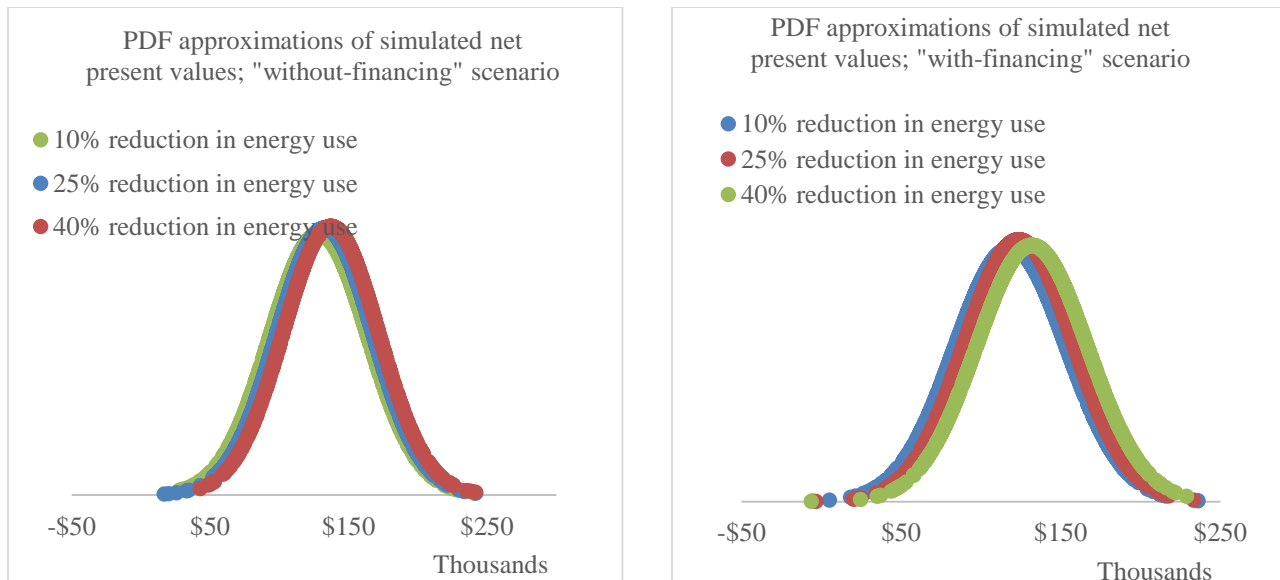 PDF approximations of simulated net
present values; "without-financing" scenario
10% reduction in energy use
25% reduction in energy use
40% reduction in energy use
-$50
$50
$150
$250
Thousands
PDF approximations of simulated net
present values; "with-financing" scenario
10% reduction in energy use
25% reduction in energy use
40% reduction in energy use
-$50
$50
$150
$250
Thousands